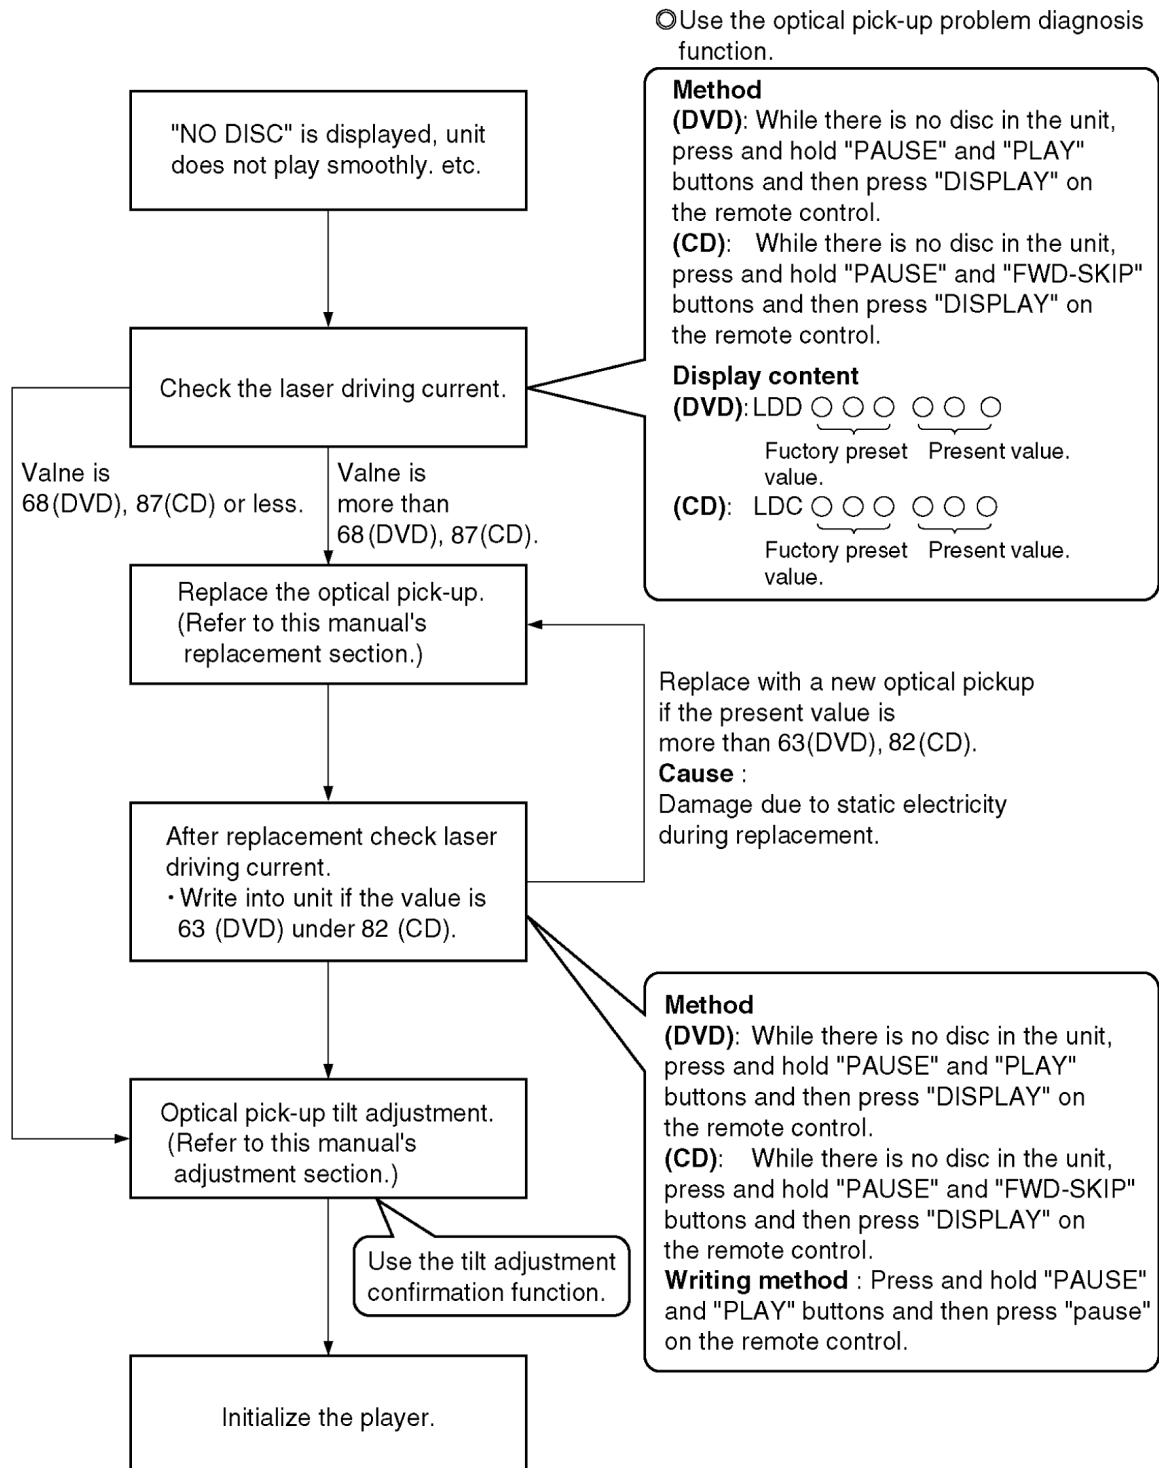 ◎Use the optical pick-up problem diagnosis
function.
"NO DISC" is displayed, unit
does not play smoothly. etc.
Method
(DVD): While there is no disc in the unit,
press and hold "PAUSE" and "PLAY"
buttons and then press "DISPLAY" on
the remote control.
(CD): While there is no disc in the unit,
press and hold "PAUSE" and "FWD-SKIP"
buttons and then press "DISPLAY" on
the remote control.
Display content
(DVD): LDD ○ ○ ○ ○ ○ ○
Fuctory preset Present value.
value.
(CD): LDC ○ ○ ○ ○ ○ ○
Fuctory preset Present value.
value.
Check the laser driving current.
Valne is
68(DVD), 87(CD) or less.
Valne is
more than
68(DVD), 87(CD).
Replace the optical pick-up.
(Refer to this manual's
replacement section.)
Replace with a new optical pickup
if the present value is
more than 63(DVD), 82(CD).
Cause :
Damage due to static electricity
during replacement.
After replacement check laser
driving current.
・Write into unit if the value is
63 (DVD) under 82 (CD).
Method
(DVD): While there is no disc in the unit,
press and hold "PAUSE" and "PLAY"
buttons and then press "DISPLAY" on
the remote control.
(CD): While there is no disc in the unit,
press and hold "PAUSE" and "FWD-SKIP"
buttons and then press "DISPLAY" on
the remote control.
Writing method : Press and hold "PAUSE"
and "PLAY" buttons and then press "pause"
on the remote control.
Optical pick-up tilt adjustment.
(Refer to this manual's
adjustment section.)
Use the tilt adjustment
confirmation function.
Initialize the player.